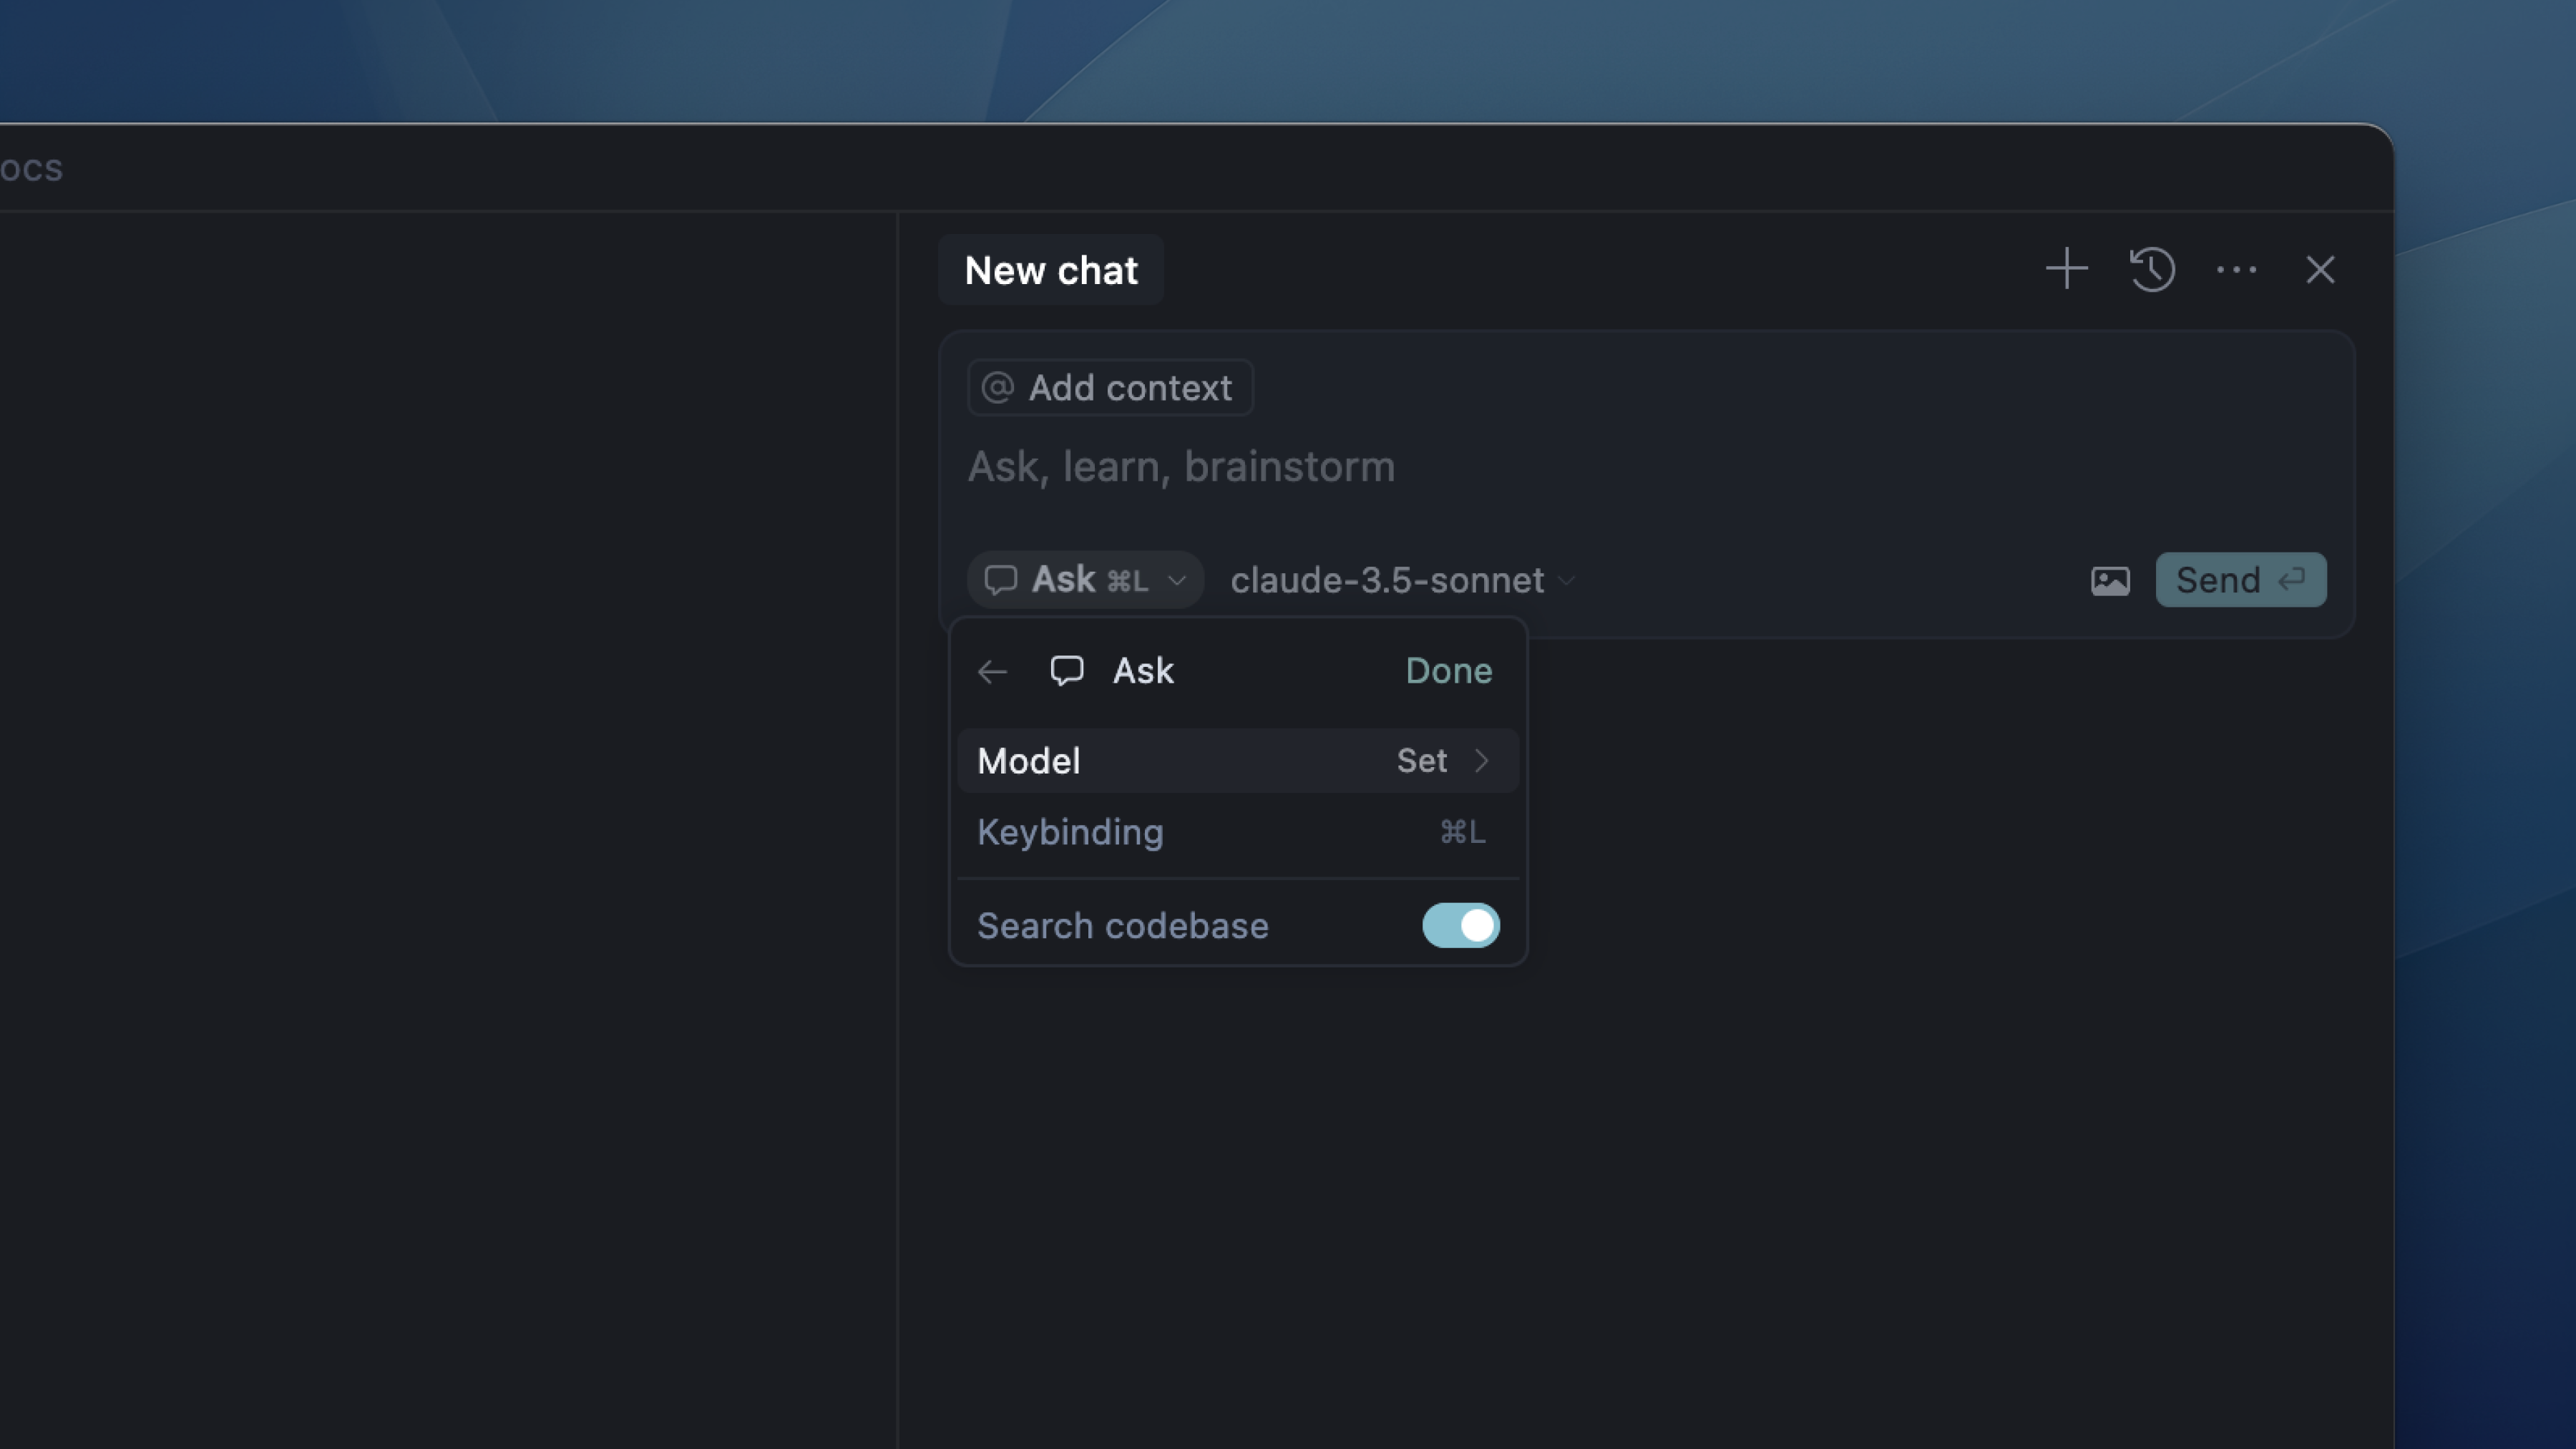 ocs
New chat
@ Add context
Ask, learn, brainstorm
Ask ⌘L claude-3.5-sonnet Send
Ask Done
Model Set
Keybinding ⌘L
Search codebase